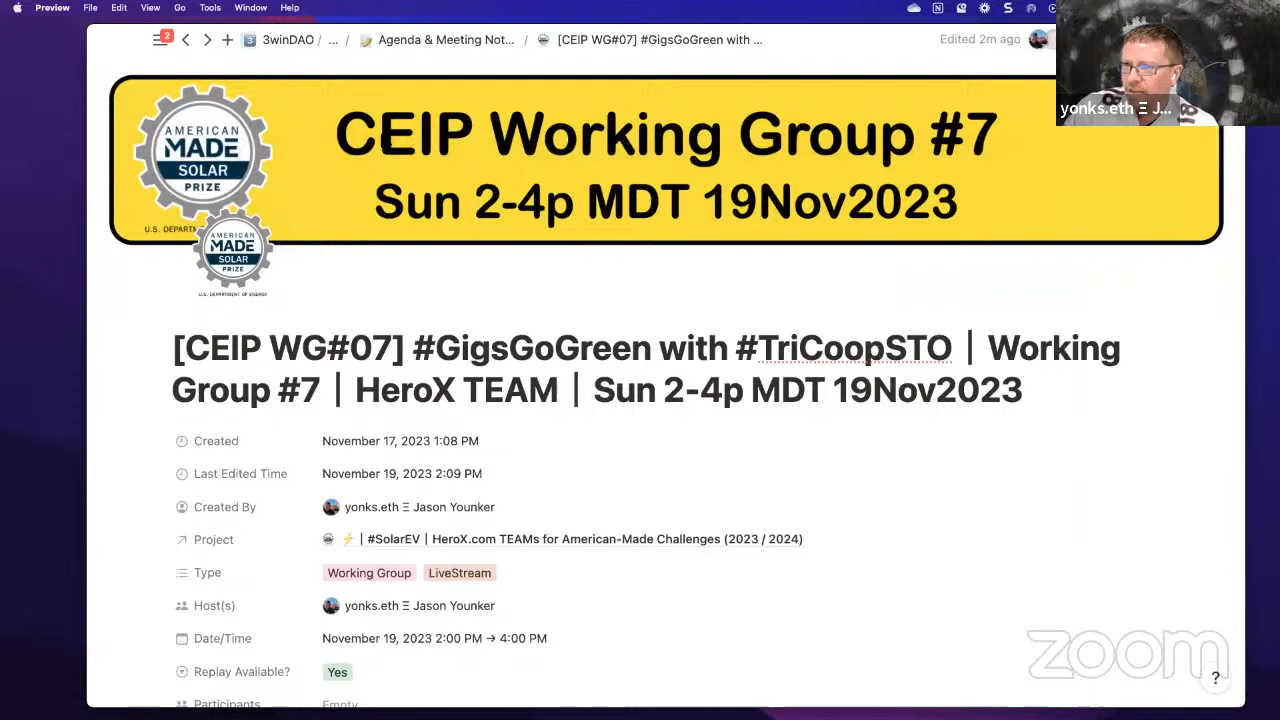 Preview File Edit View Go Tools Window Help
2
3winDAO / ... / Agenda & Meeting Not... / [CEIP WG#07] #GigsGoGreen with ...
Edited 2m ago
yonks.eth Ξ J...
AMERICAN
MADE
SOLAR
PRIZE
U.S. DEPARTM
CEIP Working Group #7
Sun 2-4p MDT 19Nov2023
AMERICAN
MADE
SOLAR
PRIZE
U.S. DEPARTMENT OF ENERGY
[CEIP WG#07] #GigsGoGreen with #TriCoopSTO | Working
Group #7 | HeroX TEAM | Sun 2-4p MDT 19Nov2023
Created November 17, 2023 1:08 PM
Last Edited Time November 19, 2023 2:09 PM
Created By yonks.eth Ξ Jason Younker
Project ⚡ | #SolarEV | HeroX.com TEAMs for American-Made Challenges (2023 / 2024)
Type Working Group LiveStream
Host(s) yonks.eth Ξ Jason Younker
Date/Time November 19, 2023 2:00 PM → 4:00 PM
Replay Available? Yes
Participants Empty
zoom
?